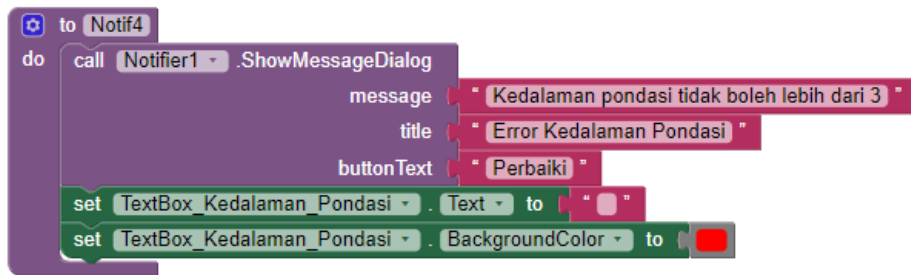 to Notif4
do call Notifier1 .ShowMessageDialog
message " Kedalaman pondasi tidak boleh lebih dari 3 "
title " Error Kedalaman Pondasi "
buttonText " Perbaiki "
set TextBox_Kedalaman_Pondasi . Text to " "
set TextBox_Kedalaman_Pondasi . BackgroundColor to